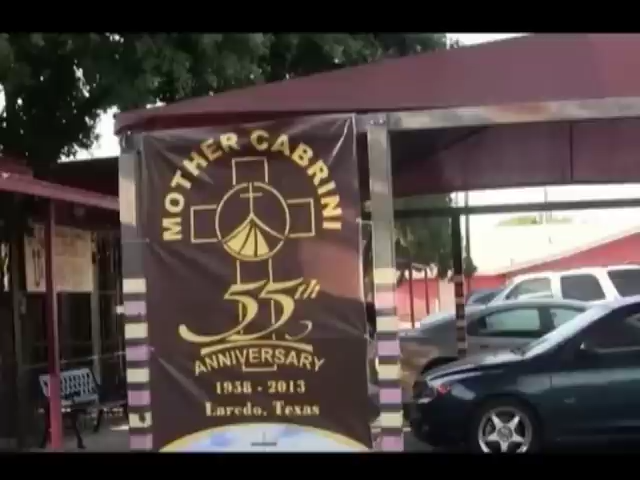 MOTHER CABRINI
55th
ANNIVERSARY
1958 - 2013
Laredo, Texas